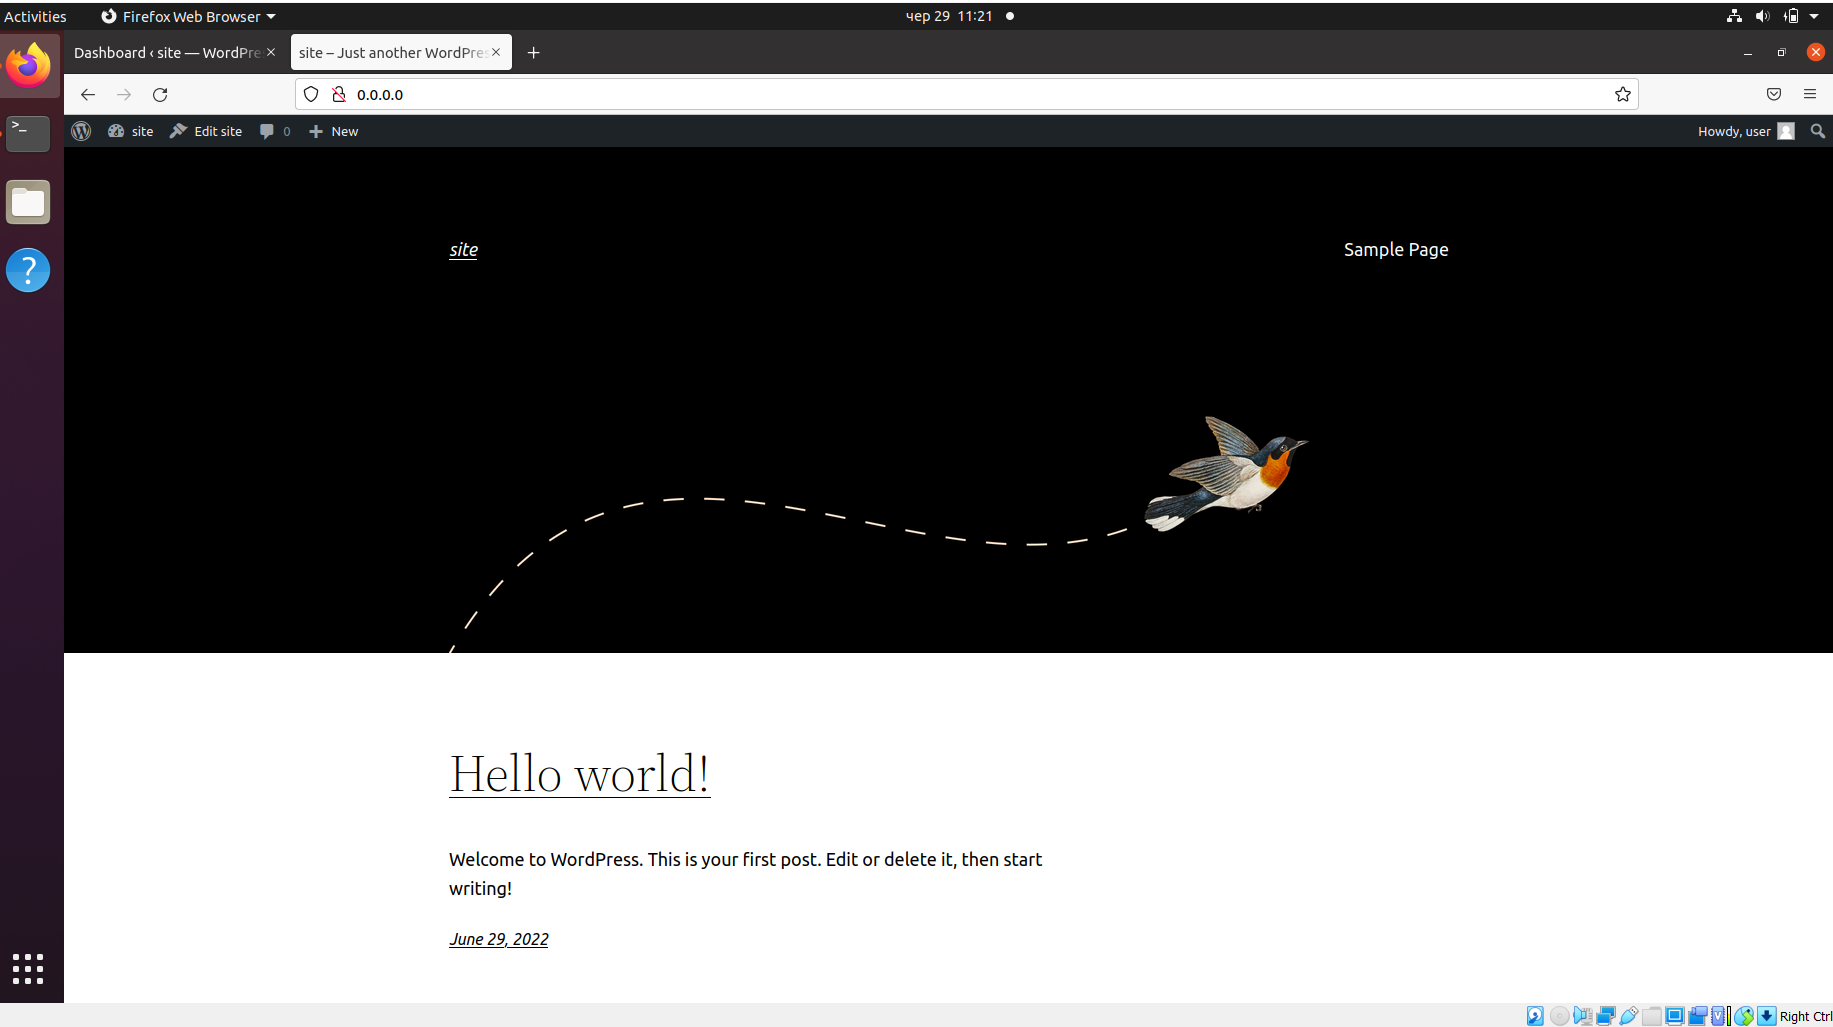 Activities Firefox Web Browser чер 29 11:21
Dashboard ‹ site — WordPre site – Just another WordPres
0.0.0.0
site Edit site 0 New Howdy, user
site Sample Page
Hello world!
Welcome to WordPress. This is your first post. Edit or delete it, then start
writing!
June 29, 2022
Right Ctrl